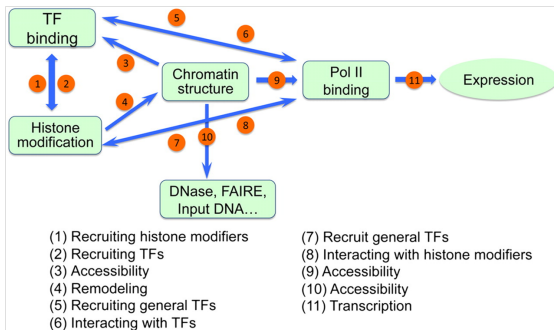 TF
binding
5
6
1
2
3
Chromatin
structure
9
Pol II
binding
11
Expression
4
Histone
modification
8
7
10
DNase, FAIRE,
Input DNA...
(1) Recruiting histone modifiers
(2) Recruiting TFs
(3) Accessibility
(4) Remodeling
(5) Recruiting general TFs
(6) Interacting with TFs
(7) Recruit general TFs
(8) Interacting with histone modifiers
(9) Accessibility
(10) Accessibility
(11) Transcription